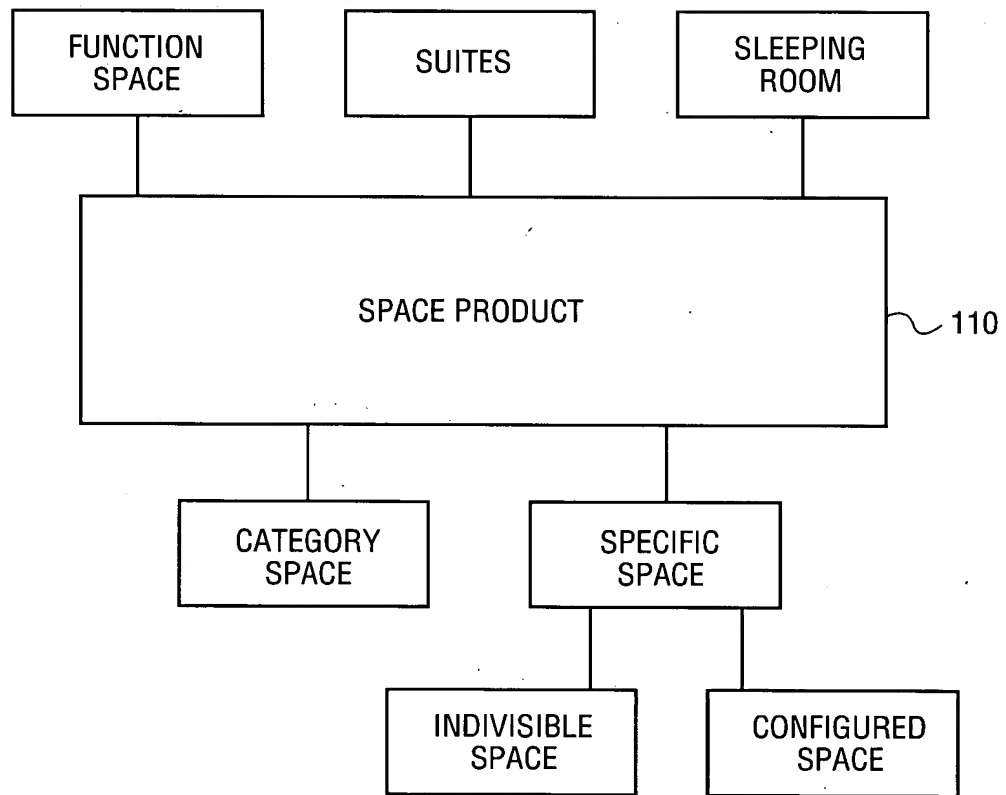 FUNCTION
SPACE
SUITES
SLEEPING
ROOM
SPACE PRODUCT
110
CATEGORY
SPACE
SPECIFIC
SPACE
INDIVISIBLE
SPACE
CONFIGURED
SPACE